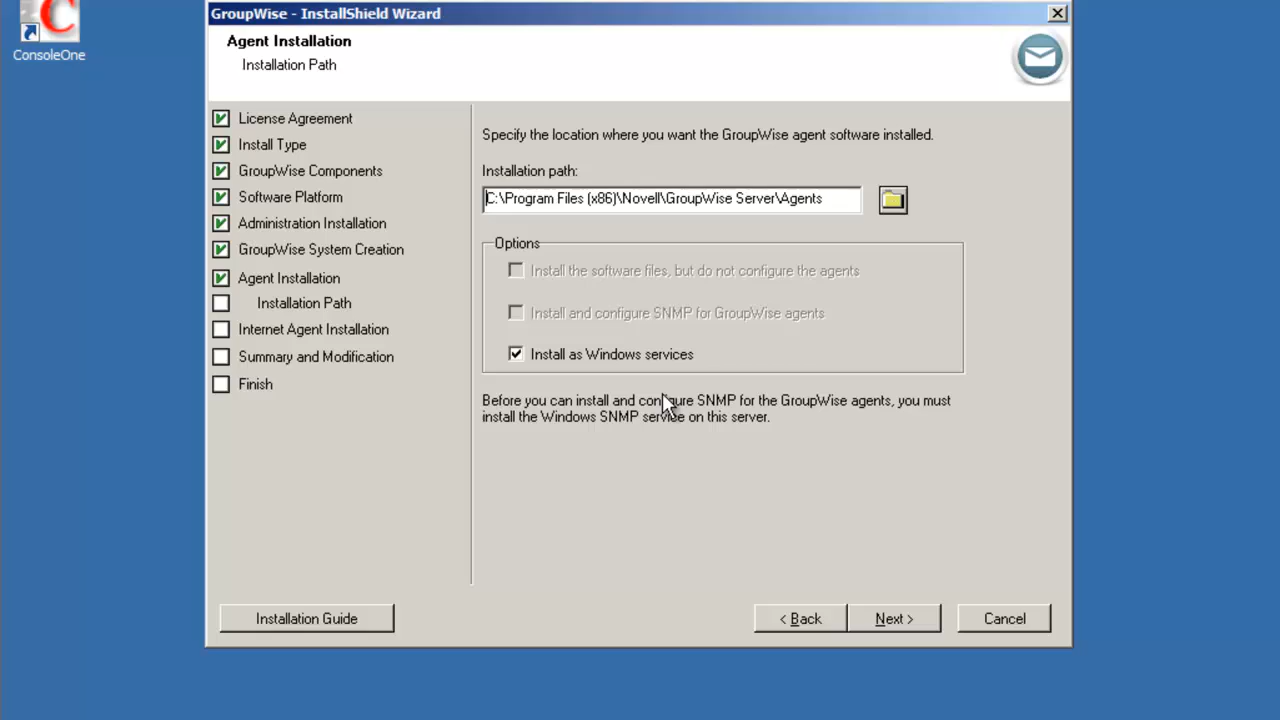 GroupWise - InstallShield Wizard
ConsoleOne
Agent Installation
Installation Path
License Agreement
Install Type
GroupWise Components
Software Platform
Administration Installation
GroupWise System Creation
Agent Installation
Installation Path
Internet Agent Installation
Summary and Modification
Finish
Specify the location where you want the GroupWise agent software installed.
Installation path:
C:\Program Files (x86)\Novell\GroupWise Server\Agents
Options
Install the software files, but do not configure the agents
Install and configure SNMP for GroupWise agents
Install as Windows services
Before you can install and configure SNMP for the GroupWise agents, you must
install the Windows SNMP service on this server.
Installation Guide
< Back
Next >
Cancel